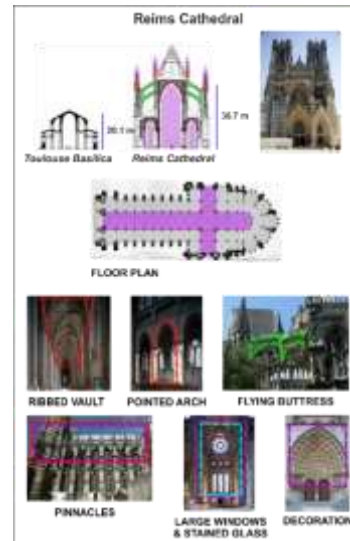 Reims Cathedral
36.7 m
20.1 m
Toulouse Basilica
Reims Cathedral
FLOOR PLAN
RIBBED VAULT
POINTED ARCH
FLYING BUTTRESS
PINNACLES
LARGE WINDOWS
& STAINED GLASS
DECORATION